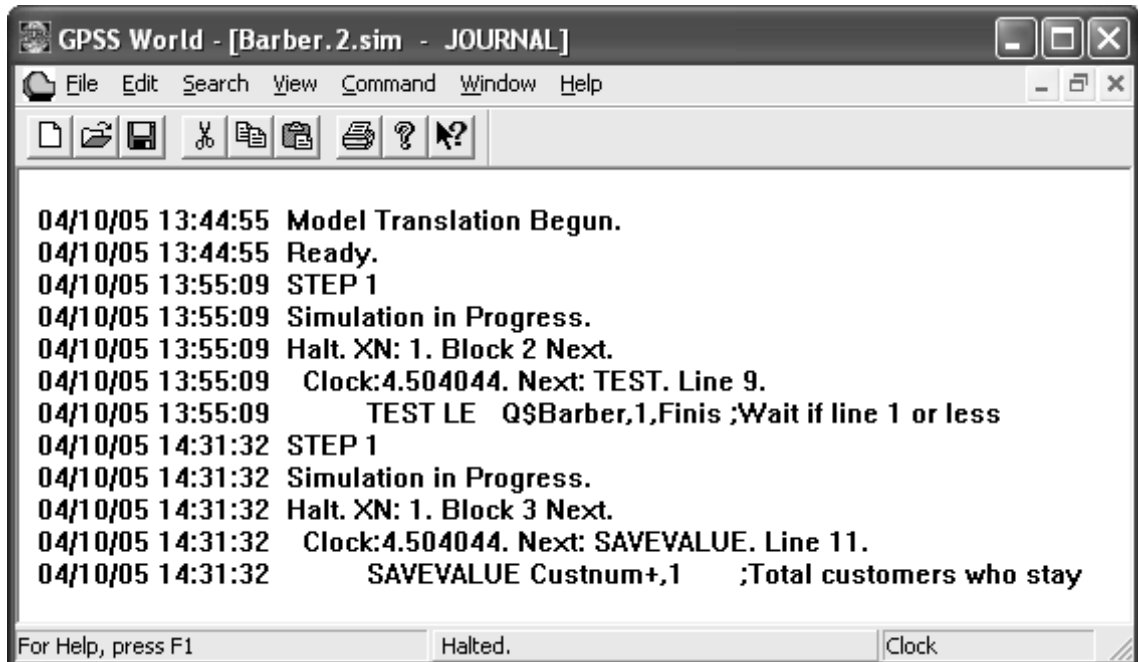 GPSS World - [Barber.2.sim - JOURNAL]
File Edit Search View Command Window Help
04/10/05 13:44:55 Model Translation Begun.
04/10/05 13:44:55 Ready.
04/10/05 13:55:09 STEP 1
04/10/05 13:55:09 Simulation in Progress.
04/10/05 13:55:09 Halt. XN: 1. Block 2 Next.
04/10/05 13:55:09 Clock:4.504044. Next: TEST. Line 9.
04/10/05 13:55:09 TEST LE Q$Barber,1,Finis ;Wait if line 1 or less
04/10/05 14:31:32 STEP 1
04/10/05 14:31:32 Simulation in Progress.
04/10/05 14:31:32 Halt. XN: 1. Block 3 Next.
04/10/05 14:31:32 Clock:4.504044. Next: SAVEVALUE. Line 11.
04/10/05 14:31:32 SAVEVALUE Custnum+,1 ;Total customers who stay
For Help, press F1 Halted. Clock